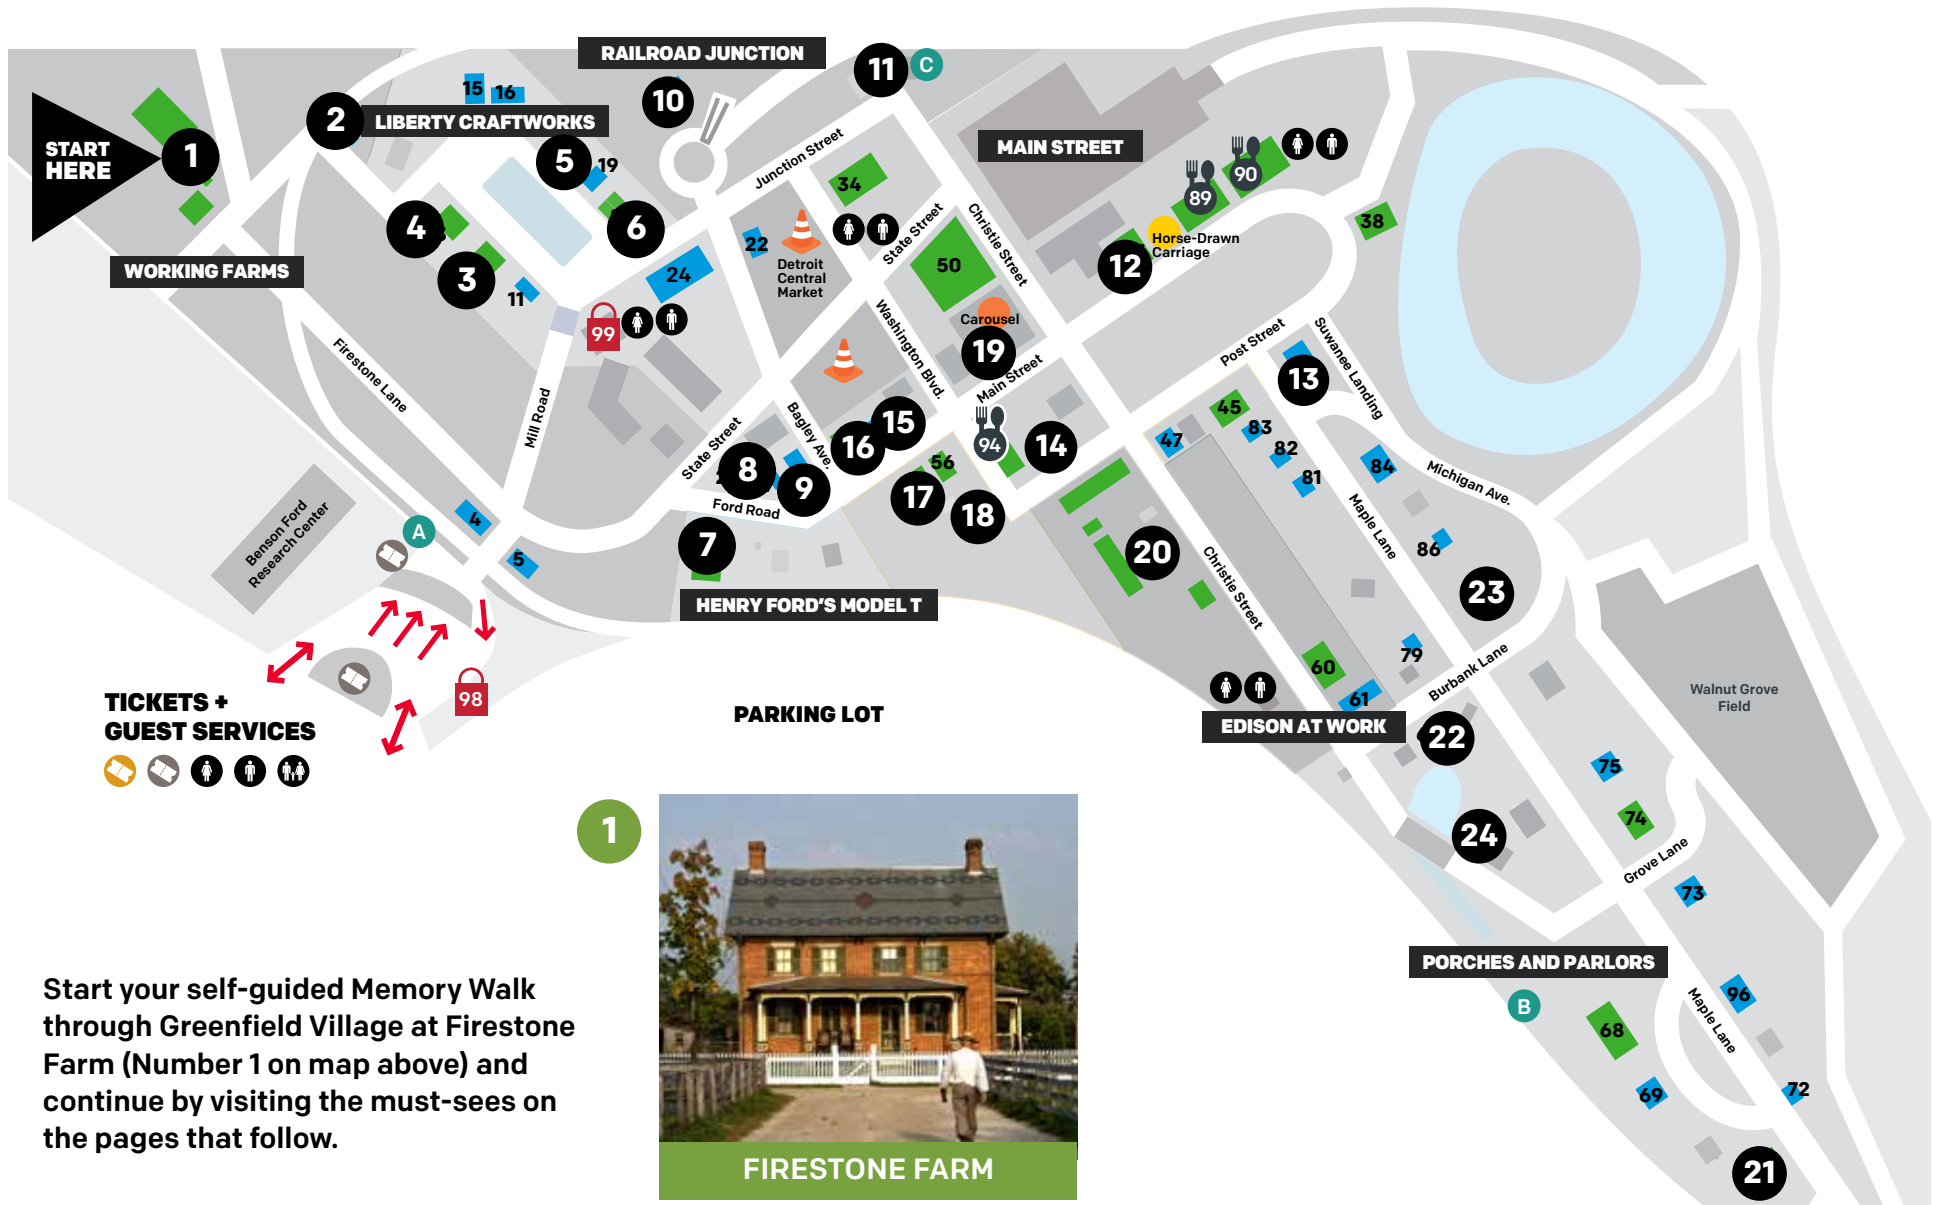 RAILROAD JUNCTION
11
C
15
16
10
START
HERE
1
2
LIBERTY CRAFTWORKS
5
19
Junction Street
34
MAIN STREET
90
89
4
6
State Street
Christie Street
38
22
Detroit
Central
Market
Horse-Drawn
Carriage
12
WORKING FARMS
3
24
50
11
99
Washington Blvd.
Carousel
19
Main Street
Firestone Lane
Mill Road
Post Street
Suwanee Landing
13
State Street
Bagley Ave.
16
15
94
14
45
83
82
81
47
84
Michigan Ave.
8
9
56
17
18
Ford Road
Benson Ford
Research Center
A
4
5
7
20
Christie Street
Maple Lane
86
23
HENRY FORD'S MODEL T
60
79
Burbank Lane
61
EDISON AT WORK
98
TICKETS +
GUEST SERVICES
PARKING LOT
Walnut Grove
Field
22
75
24
74
Grove Lane
73
1
PORCHES AND PARLORS
B
96
68
Maple Lane
69
72
21
Start your self-guided Memory Walk
through Greenfield Village at Firestone
Farm (Number 1 on map above) and
continue by visiting the must-sees on
the pages that follow.
FIRESTONE FARM